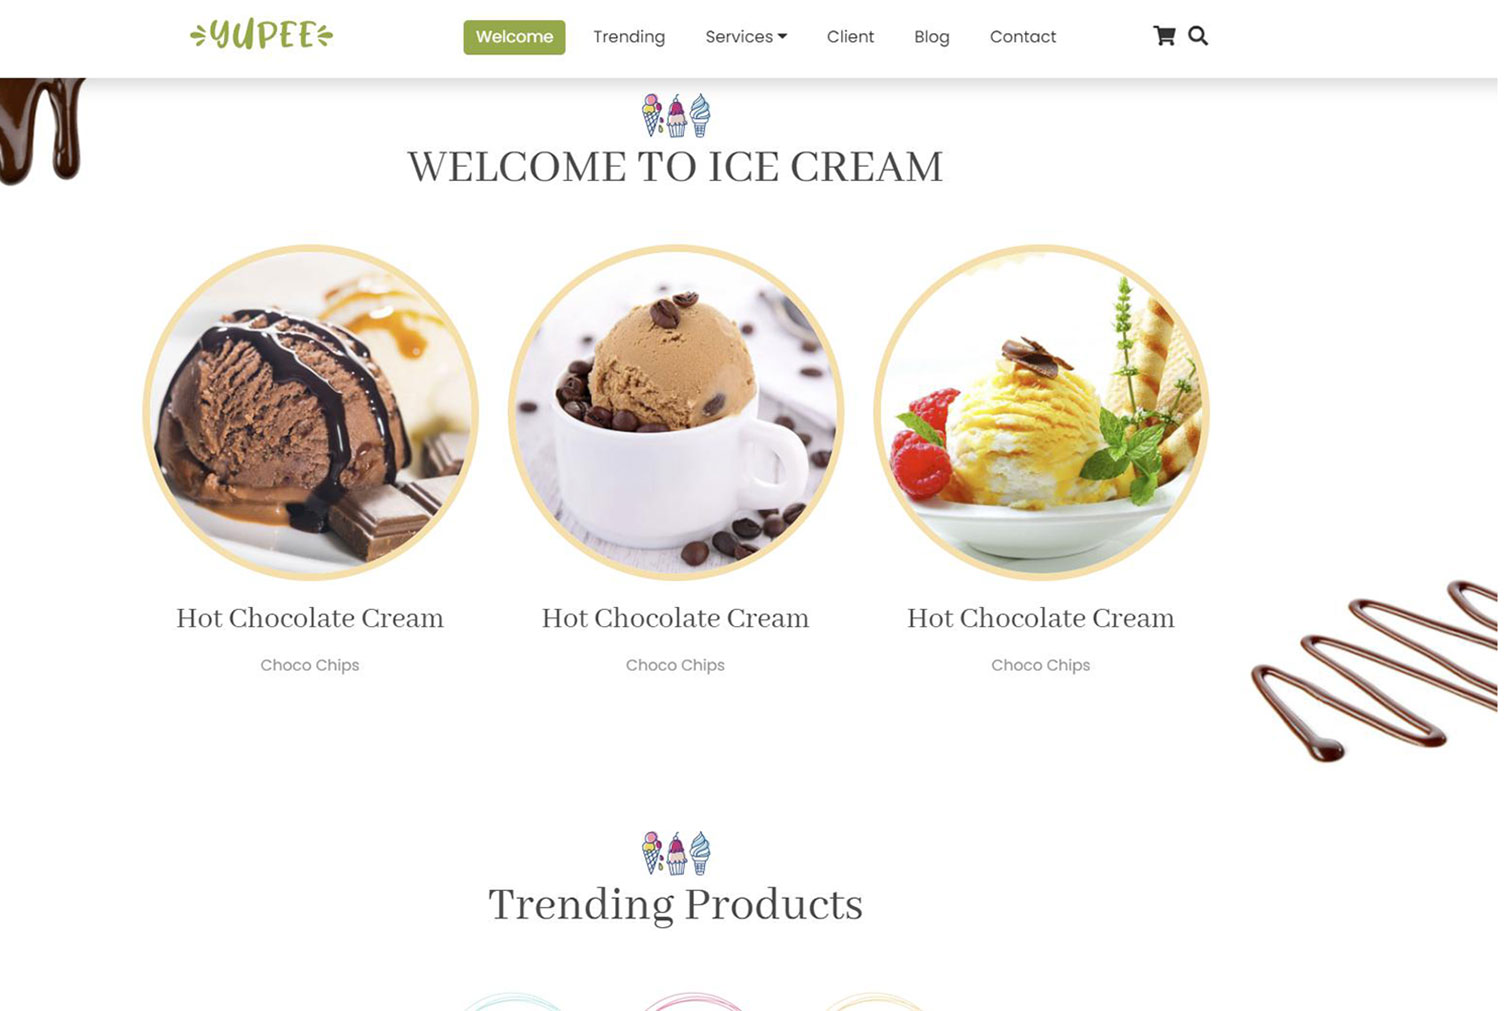 YUPEE
Welcome Trending Services Client Blog Contact
WELCOME TO ICE CREAM
Hot Chocolate Cream
Choco Chips
Hot Chocolate Cream
Choco Chips
Hot Chocolate Cream
Choco Chips
Trending Products